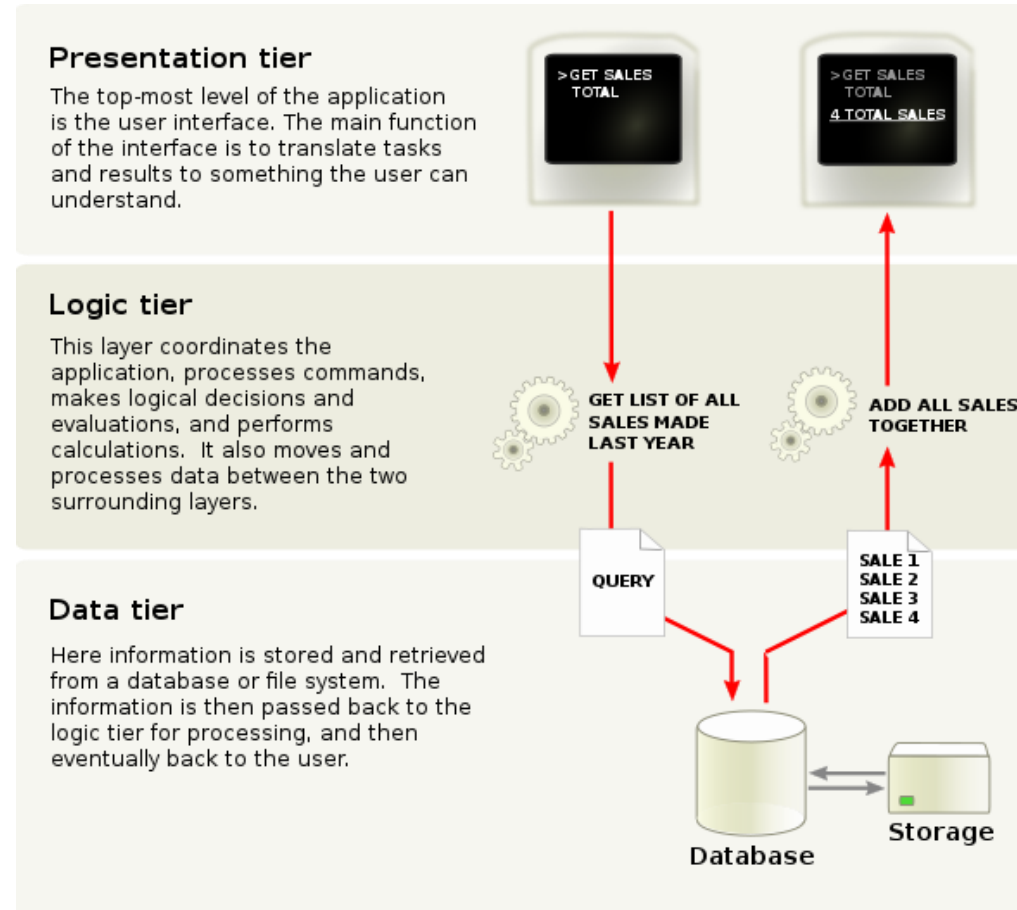 Presentation tier
The top-most level of the application
is the user interface. The main function
of the interface is to translate tasks
and results to something the user can
understand.
>GET SALES
TOTAL
>GET SALES
TOTAL
4 TOTAL SALES
Logic tier
This layer coordinates the
application, processes commands,
makes logical decisions and
evaluations, and performs
calculations. It also moves and
processes data between the two
surrounding layers.
GET LIST OF ALL
SALES MADE
LAST YEAR
ADD ALL SALES
TOGETHER
QUERY
SALE 1
SALE 2
SALE 3
SALE 4
Data tier
Here information is stored and retrieved
from a database or file system. The
information is then passed back to the
logic tier for processing, and then
eventually back to the user.
Database
Storage